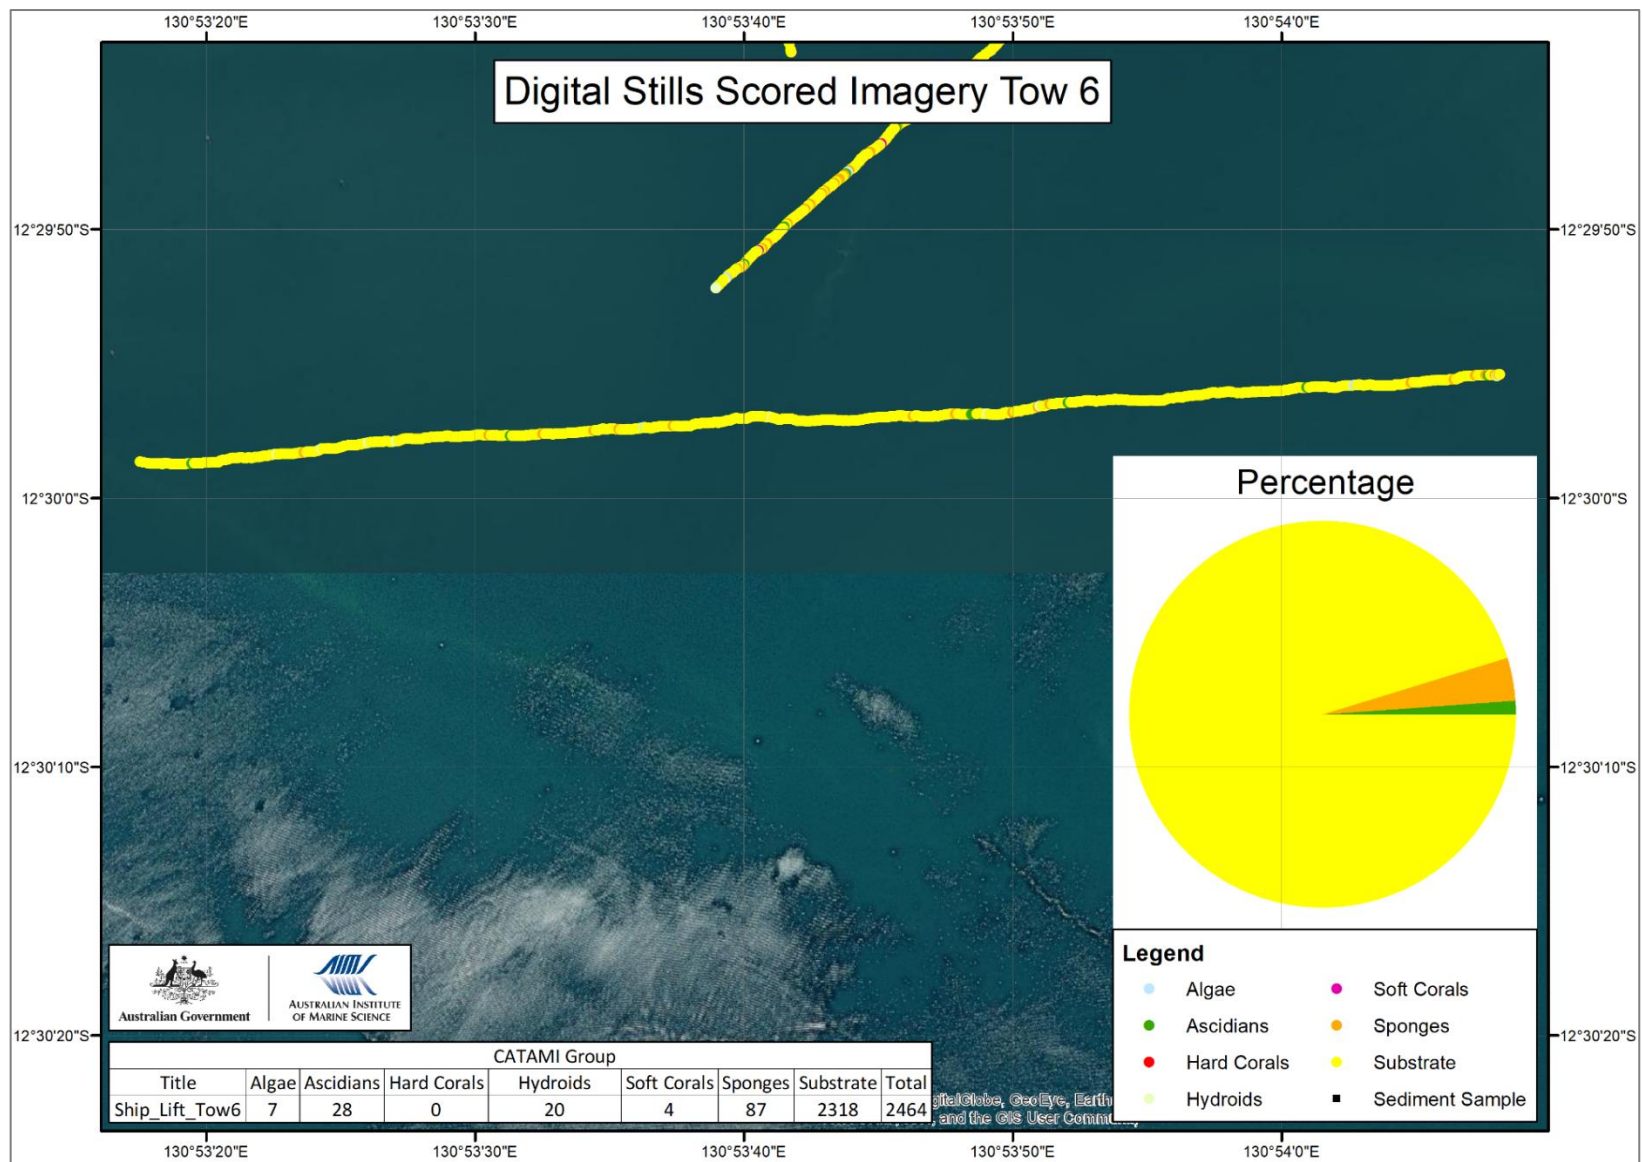 130°53'20"E 130°53'30"E 130°53'40"E 130°53'50"E 130°54'0"E
Digital Stills Scored Imagery Tow 6
12°29'50"S 12°29'50"S
12°30'0"S 12°30'0"S
Percentage
12°30'10"S 12°30'10"S
Legend
Algae Soft Corals
Ascidians Sponges
Hard Corals Substrate
Hydroids Sediment Sample
Australian Government
AIMS
AUSTRALIAN INSTITUTE
OF MARINE SCIENCE
12°30'20"S 12°30'20"S
CATAMI Group
Title Algae Ascidians Hard Corals Hydroids Soft Corals Sponges Substrate Total
Ship_Lift_Tow6 7 28 0 20 4 87 2318 2464
GeoEye, Earth
and the GIS User
130°53'20"E 130°53'30"E 130°53'40"E 130°53'50"E 130°54'0"E